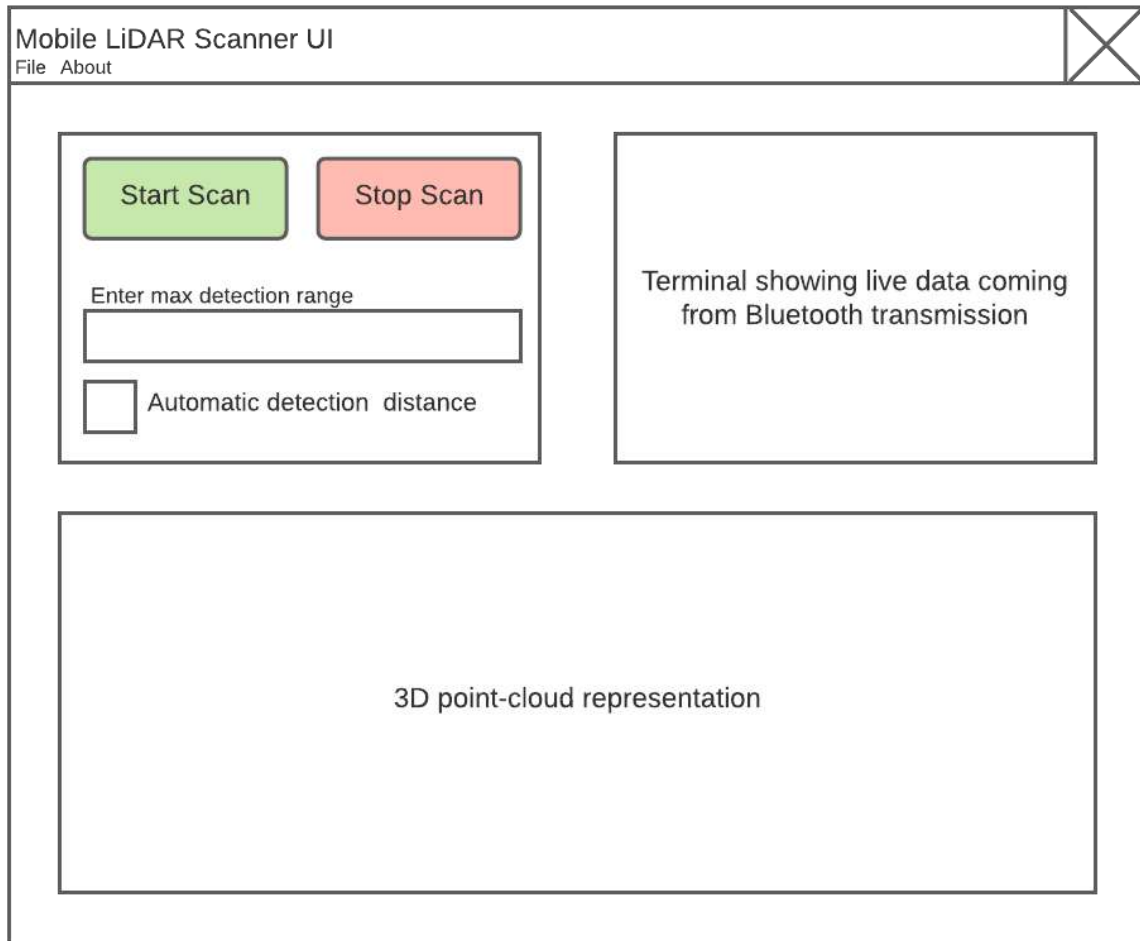 Mobile LiDAR Scanner UI
File About
Start Scan
Stop Scan
Enter max detection range
Automatic detection distance
Terminal showing live data coming
from Bluetooth transmission
3D point-cloud representation